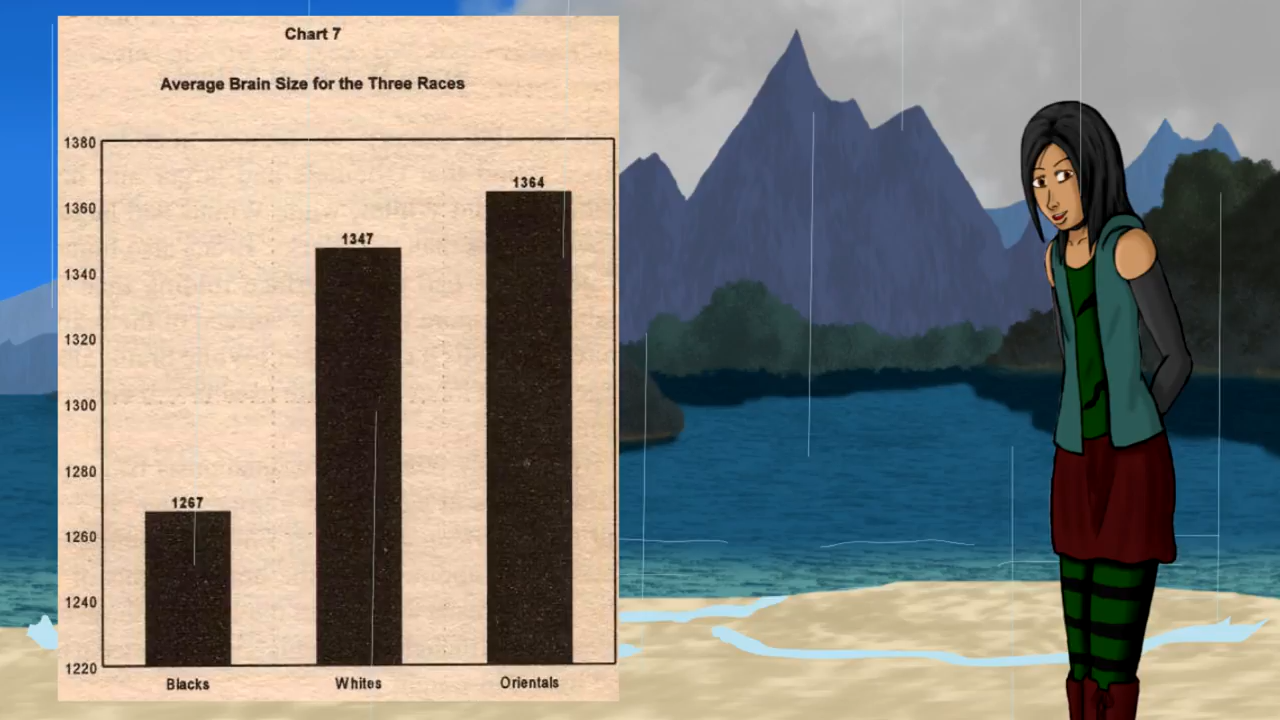 Chart 7
Average Brain Size for the Three Races
1380
1360
1340
1320
1300
1280
1260
1240
1220
1267
1347
1364
Blacks
Whites
Orientals